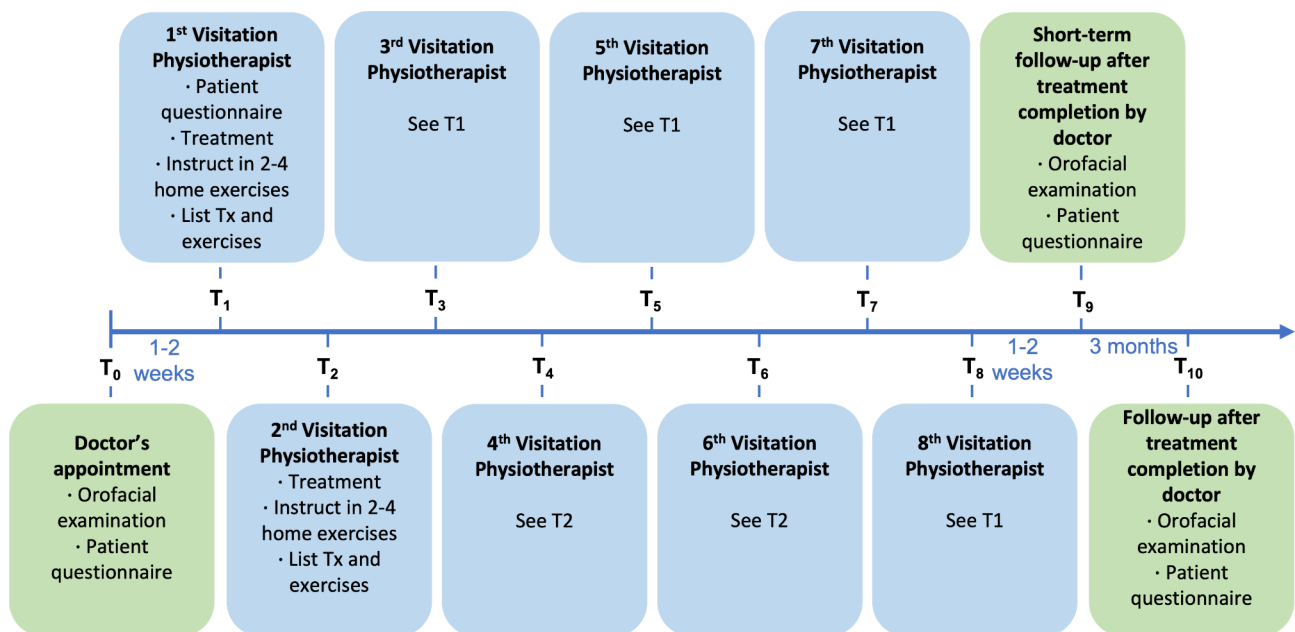 1st Visitation
Physiotherapist
· Patient
questionnaire
· Treatment
· Instruct in 2-4
home exercises
· List Tx and
exercises
3rd Visitation
Physiotherapist
See T1
5th Visitation
Physiotherapist
See T1
7th Visitation
Physiotherapist
See T1
Short-term
follow-up after
treatment
completion by
doctor
· Orofacial
examination
· Patient
questionnaire
T1
T3
T5
T7
T9
1-2
weeks
1-2
weeks
3 months
T0
T2
T4
T6
T8
T10
Doctor’s
appointment
· Orofacial
examination
· Patient
questionnaire
2nd Visitation
Physiotherapist
· Treatment
· Instruct in 2-4
home exercises
· List Tx and
exercises
4th Visitation
Physiotherapist
See T2
6th Visitation
Physiotherapist
See T2
8th Visitation
Physiotherapist
See T1
Follow-up after
treatment
completion by
doctor
· Orofacial
examination
· Patient
questionnaire